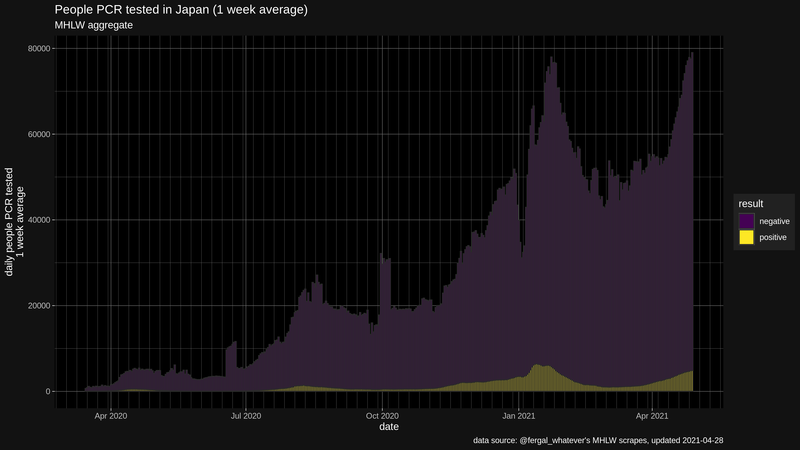 People PCR tested in Japan (1 week average)
MHLW aggregate
daily people PCR tested
1 week average
80000
60000
40000
20000
0
Apr 2020
Jul 2020
Oct 2020
Jan 2021
Apr 2021
date
result
negative
positive
data source: @fergal_whatever's MHLW scrapes, updated 2021-04-28